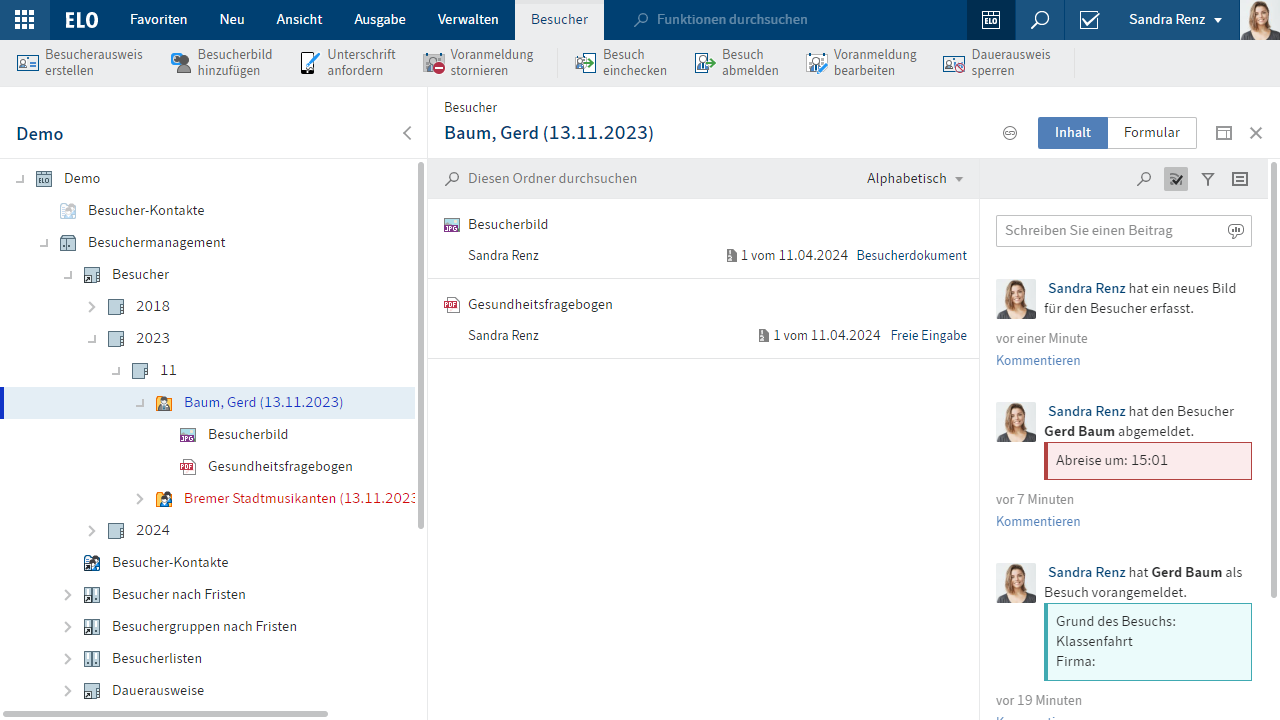 ELO Favoriten Neu Ansicht Ausgabe Verwalten Besucher Funktionen durchsuchen ELO Sandra Renz
Besucherausweis erstellen
Besucherbild hinzufügen
Unterschrift anfordern
Voranmeldung stornieren
Besuch einchecken
Besuch abmelden
Voranmeldung bearbeiten
Dauerausweis sperren
Demo
ELO Demo
Besucher-Kontakte
Besuchermanagement
Besucher
2018
2023
11
Baum, Gerd (13.11.2023)
JPG Besucherbild
PDF Gesundheitsfragebogen
Bremer Stadtmusikanten (13.11.2023
2024
Besucher-Kontakte
Besucher nach Fristen
Besuchergruppen nach Fristen
Besucherlisten
Dauerausweise
Besucher
Baum, Gerd (13.11.2023)
Inhalt Formular
Diesen Ordner durchsuchen Alphabetisch
JPG Besucherbild
Sandra Renz 1 vom 11.04.2024 Besucherdokument
PDF Gesundheitsfragebogen
Sandra Renz 1 vom 11.04.2024 Freie Eingabe
Schreiben Sie einen Beitrag
Sandra Renz hat ein neues Bild
für den Besucher erfasst.
vor einer Minute
Kommentieren
Sandra Renz hat den Besucher
Gerd Baum abgemeldet.
Abreise um: 15:01
vor 7 Minuten
Kommentieren
Sandra Renz hat Gerd Baum als
Besuch vorangemeldet.
Grund des Besuchs:
Klassenfahrt
Firma:
vor 19 Minuten
Kommentieren